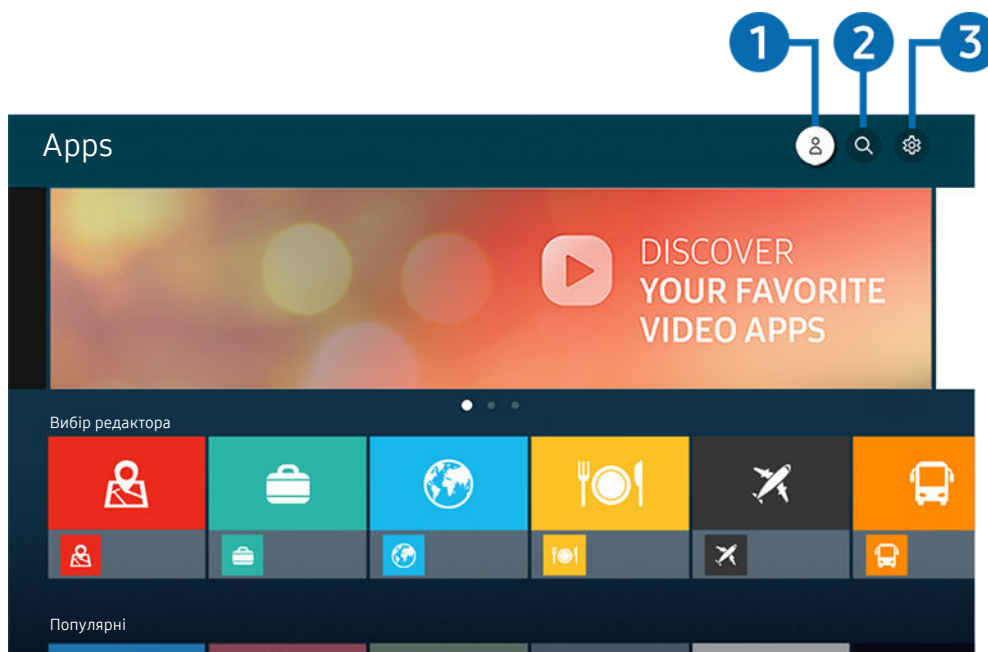 1 2 3
Apps
DISCOVER
YOUR FAVORITE
VIDEO APPS
Вибір редактора
Популярні